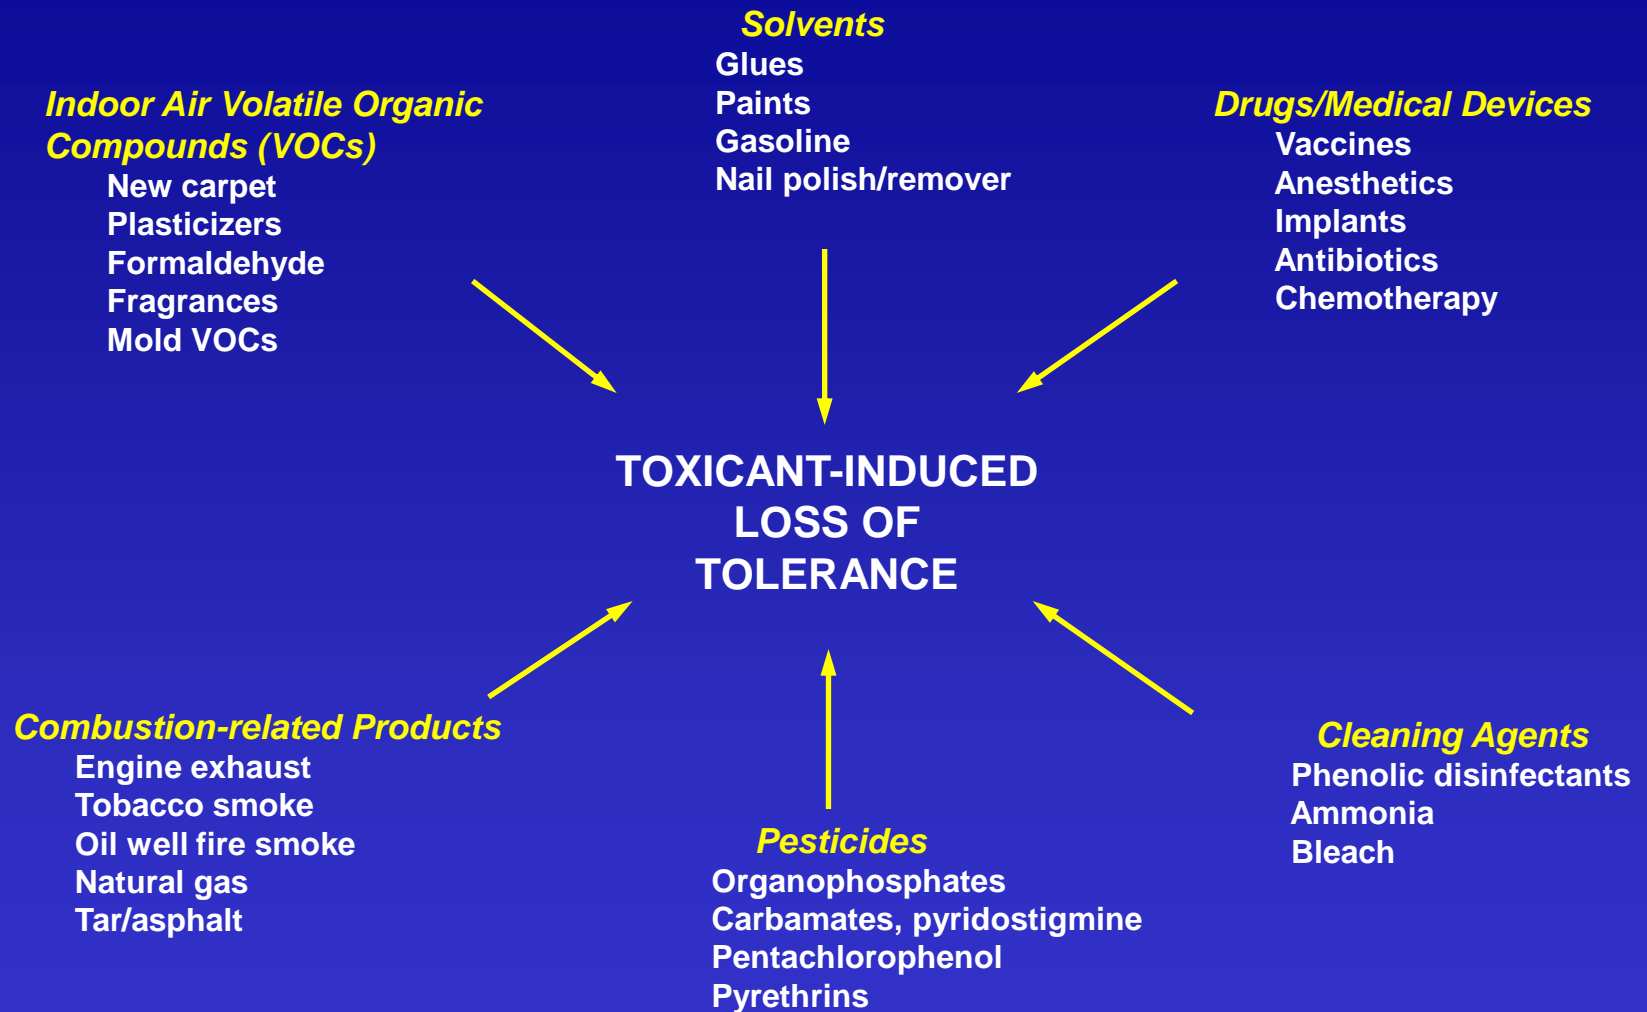 Solvents
Glues
Paints
Gasoline
Nail polish/remover
Indoor Air Volatile Organic
Compounds (VOCs)
New carpet
Plasticizers
Formaldehyde
Fragrances
Mold VOCs
Drugs/Medical Devices
Vaccines
Anesthetics
Implants
Antibiotics
Chemotherapy
TOXICANT-INDUCED
LOSS OF
TOLERANCE
Combustion-related Products
Engine exhaust
Tobacco smoke
Oil well fire smoke
Natural gas
Tar/asphalt
Pesticides
Organophosphates
Carbamates, pyridostigmine
Pentachlorophenol
Pyrethrins
Cleaning Agents
Phenolic disinfectants
Ammonia
Bleach